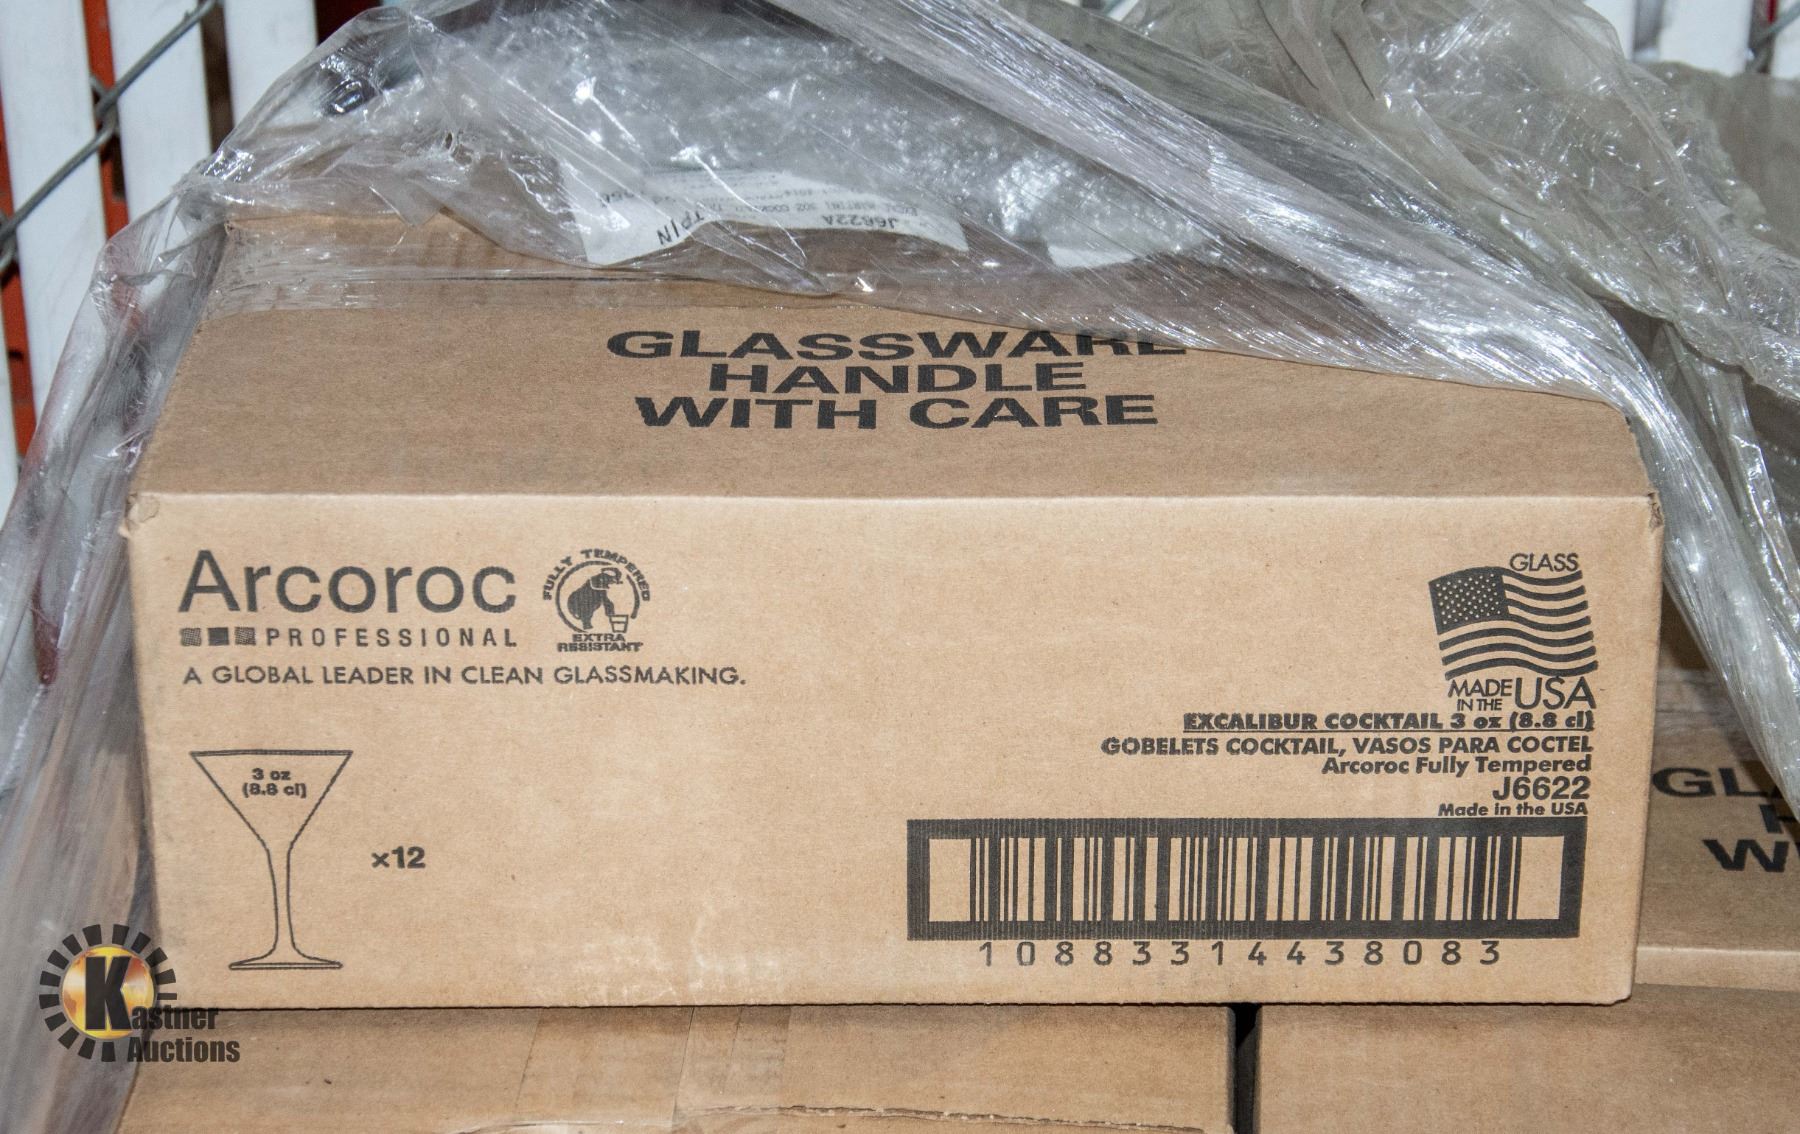 J6622A
GLASSWARE
HANDLE
WITH CARE
Arcoroc
PROFESSIONAL
FULLY TEMPERED
EXTRA
RESISTANT
A GLOBAL LEADER IN CLEAN GLASSMAKING.
GLASS
MADE IN THE USA
EXCALIBUR COCKTAIL 3 oz (8.8 cl)
GOBELETS COCKTAIL, VASOS PARA COCTEL
Arcoroc Fully Tempered
J6622
Made in the USA
3 oz
(8.8 cl)
x12
10883314438083
GL
W
Kastner
Auctions